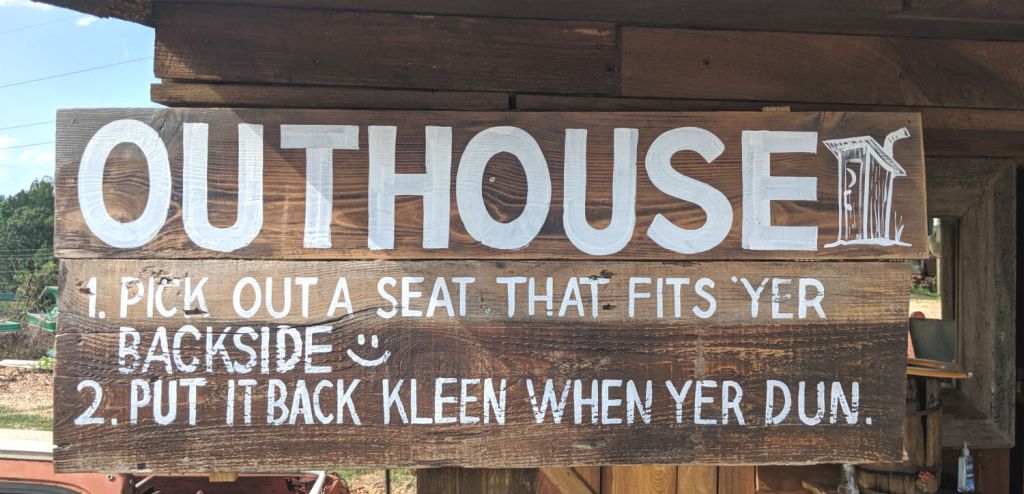 OUTHOUSE
1. PICK OUT A SEAT THAT FITS 'YER
BACKSIDE
2. PUT IT BACK KLEEN WHEN YER DUN.